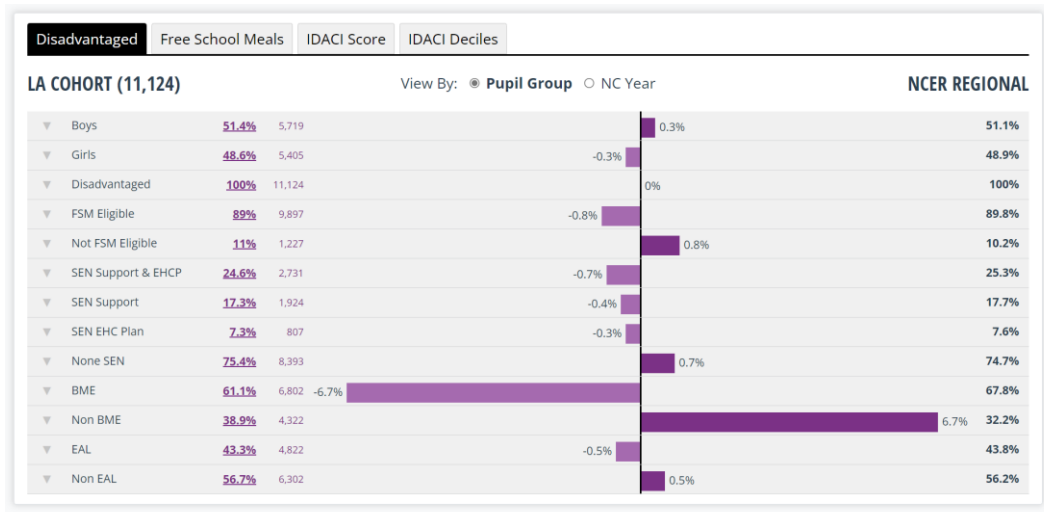 Disadvantaged Free School Meals IDACI Score IDACI Deciles
LA COHORT (11,124) View By: Pupil Group NC Year NCER REGIONAL
Boys 51.4% 5,719 0.3% 51.1%
Girls 48.6% 5,405 -0.3% 48.9%
Disadvantaged 100% 11,124 0% 100%
FSM Eligible 89% 9,897 -0.8% 89.8%
Not FSM Eligible 11% 1,227 0.8% 10.2%
SEN Support & EHCP 24.6% 2,731 -0.7% 25.3%
SEN Support 17.3% 1,924 -0.4% 17.7%
SEN EHC Plan 7.3% 807 -0.3% 7.6%
None SEN 75.4% 8,393 0.7% 74.7%
BME 61.1% 6,802 -6.7% 67.8%
Non BME 38.9% 4,322 6.7% 32.2%
EAL 43.3% 4,822 -0.5% 43.8%
Non EAL 56.7% 6,302 0.5% 56.2%